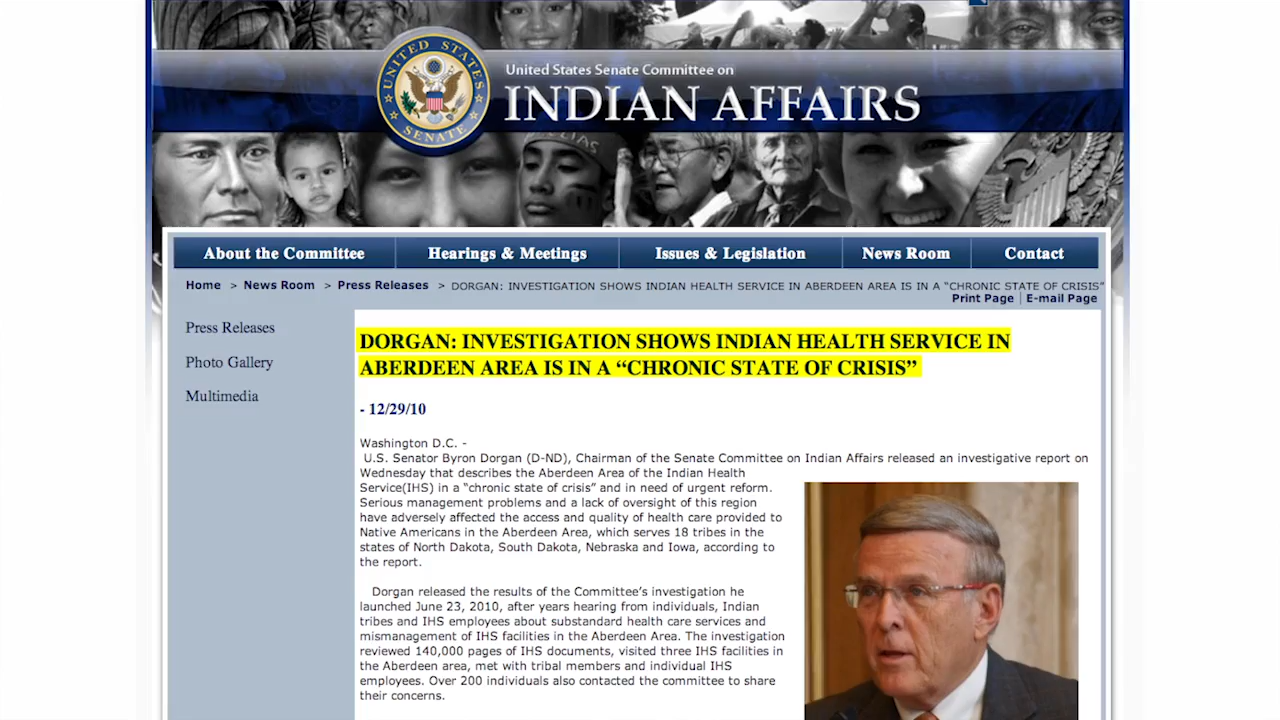 UNITED STATES
SENATE
United States Senate Committee on
INDIAN AFFAIRS
About the Committee
Hearings & Meetings
Issues & Legislation
News Room
Contact
Home > News Room > Press Releases > DORGAN: INVESTIGATION SHOWS INDIAN HEALTH SERVICE IN ABERDEEN AREA IS IN A “CHRONIC STATE OF CRISIS”
Print Page | E-mail Page
Press Releases
Photo Gallery
Multimedia
DORGAN: INVESTIGATION SHOWS INDIAN HEALTH SERVICE IN
ABERDEEN AREA IS IN A “CHRONIC STATE OF CRISIS”
- 12/29/10
Washington D.C. -
U.S. Senator Byron Dorgan (D-ND), Chairman of the Senate Committee on Indian Affairs released an investigative report on
Wednesday that describes the Aberdeen Area of the Indian Health
Service(IHS) in a “chronic state of crisis” and in need of urgent reform.
Serious management problems and a lack of oversight of this region
have adversely affected the access and quality of health care provided to
Native Americans in the Aberdeen Area, which serves 18 tribes in the
states of North Dakota, South Dakota, Nebraska and Iowa, according to
the report.
Dorgan released the results of the Committee’s investigation he
launched June 23, 2010, after years hearing from individuals, Indian
tribes and IHS employees about substandard health care services and
mismanagement of IHS facilities in the Aberdeen Area. The investigation
reviewed 140,000 pages of IHS documents, visited three IHS facilities in
the Aberdeen area, met with tribal members and individual IHS
employees. Over 200 individuals also contacted the committee to share
their concerns.